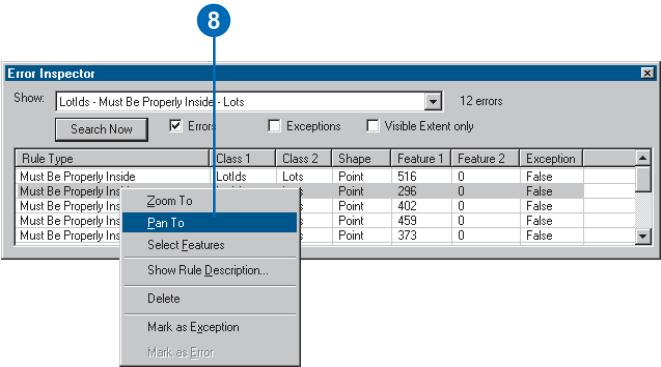 8
Error Inspector
Show: LotIds - Must Be Properly Inside - Lots 12 errors
Search Now Errors Exceptions Visible Extent only
Rule Type Class 1 Class 2 Shape Feature 1 Feature 2 Exception
Must Be Properly Inside LotIds Lots Point 516 0 False
Must Be Properly Ins Point 296 0 False
Must Be Properly Ins Point 402 0 False
Must Be Properly Ins Point 459 0 False
Must Be Properly Ins Point 373 0 False
Zoom To
Pan To
Select Features
Show Rule Description...
Delete
Mark as Exception
Mark as Error